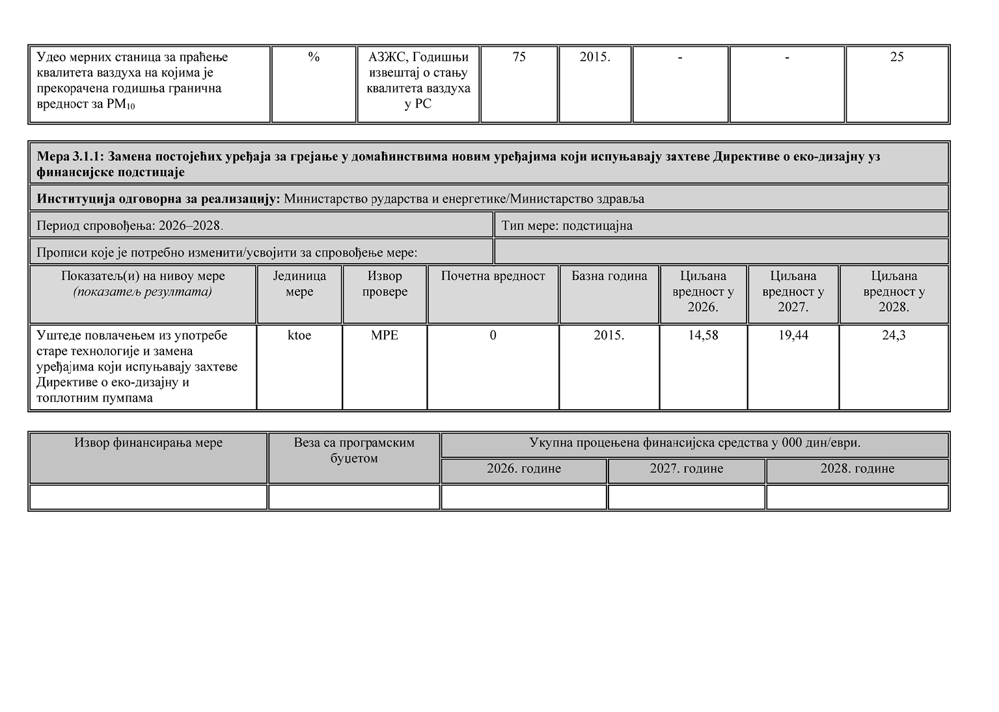 Удео мерних станица за праћење
квалитета ваздуха на којима је
прекорачена годишња гранична
вредност за PM₁₀
%
АЗЖС, Годишњи
извештај о стању
квалитета ваздуха
у РС
75
2015.
-
-
25
Мера 3.1.1: Замена постојећих уређаја за грејање у домаћинствима новим уређајима који испуњавају захтеве Директиве о еко-дизајну уз
финансијске подстицаје
Институција одговорна за реализацију: Министарство рударства и енергетике/Министарство здравља
Период спровођења: 2026–2028.
Тип мере: подстицајна
Прописи које је потребно изменити/усвојити за спровођење мере:
Показатељ(и) на нивоу мере
(показатељ резултата)
Јединица
мере
Извор
провере
Почетна вредност
Базна година
Циљана
вредност у
2026.
Циљана
вредност у
2027.
Циљана
вредност у
2028.
Уштеде повлачењем из употребе
старе технологије и замена
уређајима који испуњавају захтеве
Директиве о еко-дизајну и
топлотним пумпама
ktoe
МРЕ
0
2015.
14,58
19,44
24,3
Извор финансирања мере
Веза са програмским
буџетом
Укупна процењена финансијска средства у 000 дин/еври.
2026. године
2027. године
2028. године